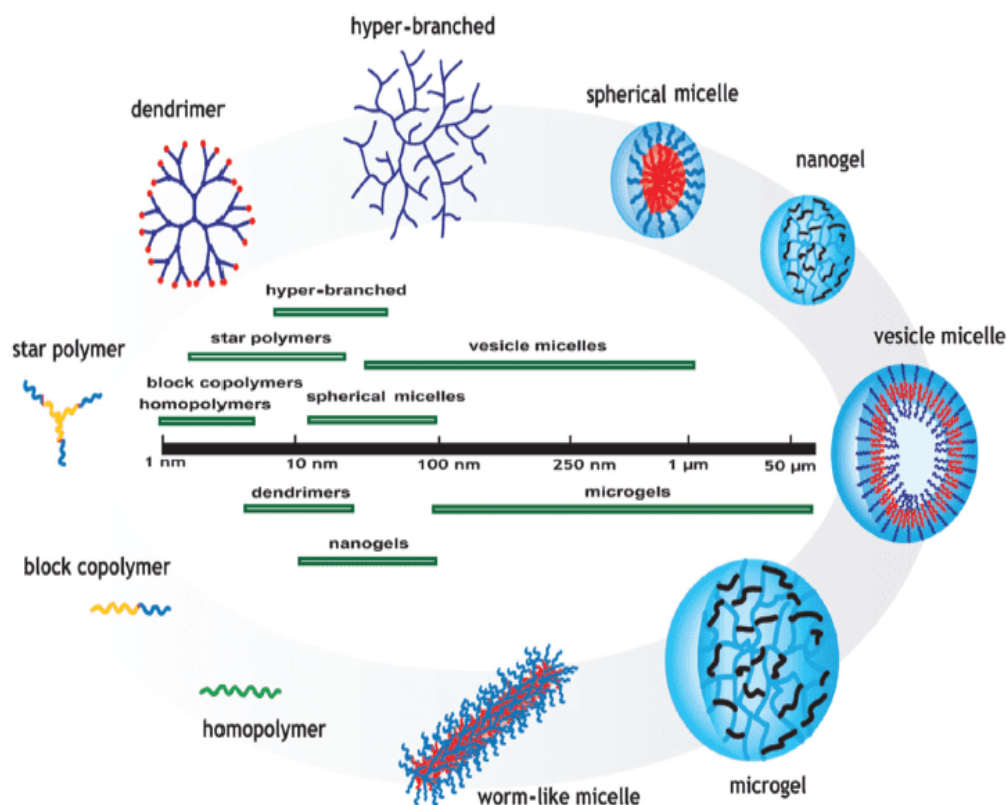 hyper-branched
dendrimer
spherical micelle
nanogel
hyper-branched
star polymers
vesicle micelles
vesicle micelle
star polymer
block copolymers
homopolymers
spherical micelles
1 nm
10 nm
100 nm
250 nm
1 µm
50 µm
dendrimers
microgels
nanogels
block copolymer
homopolymer
microgel
worm-like micelle